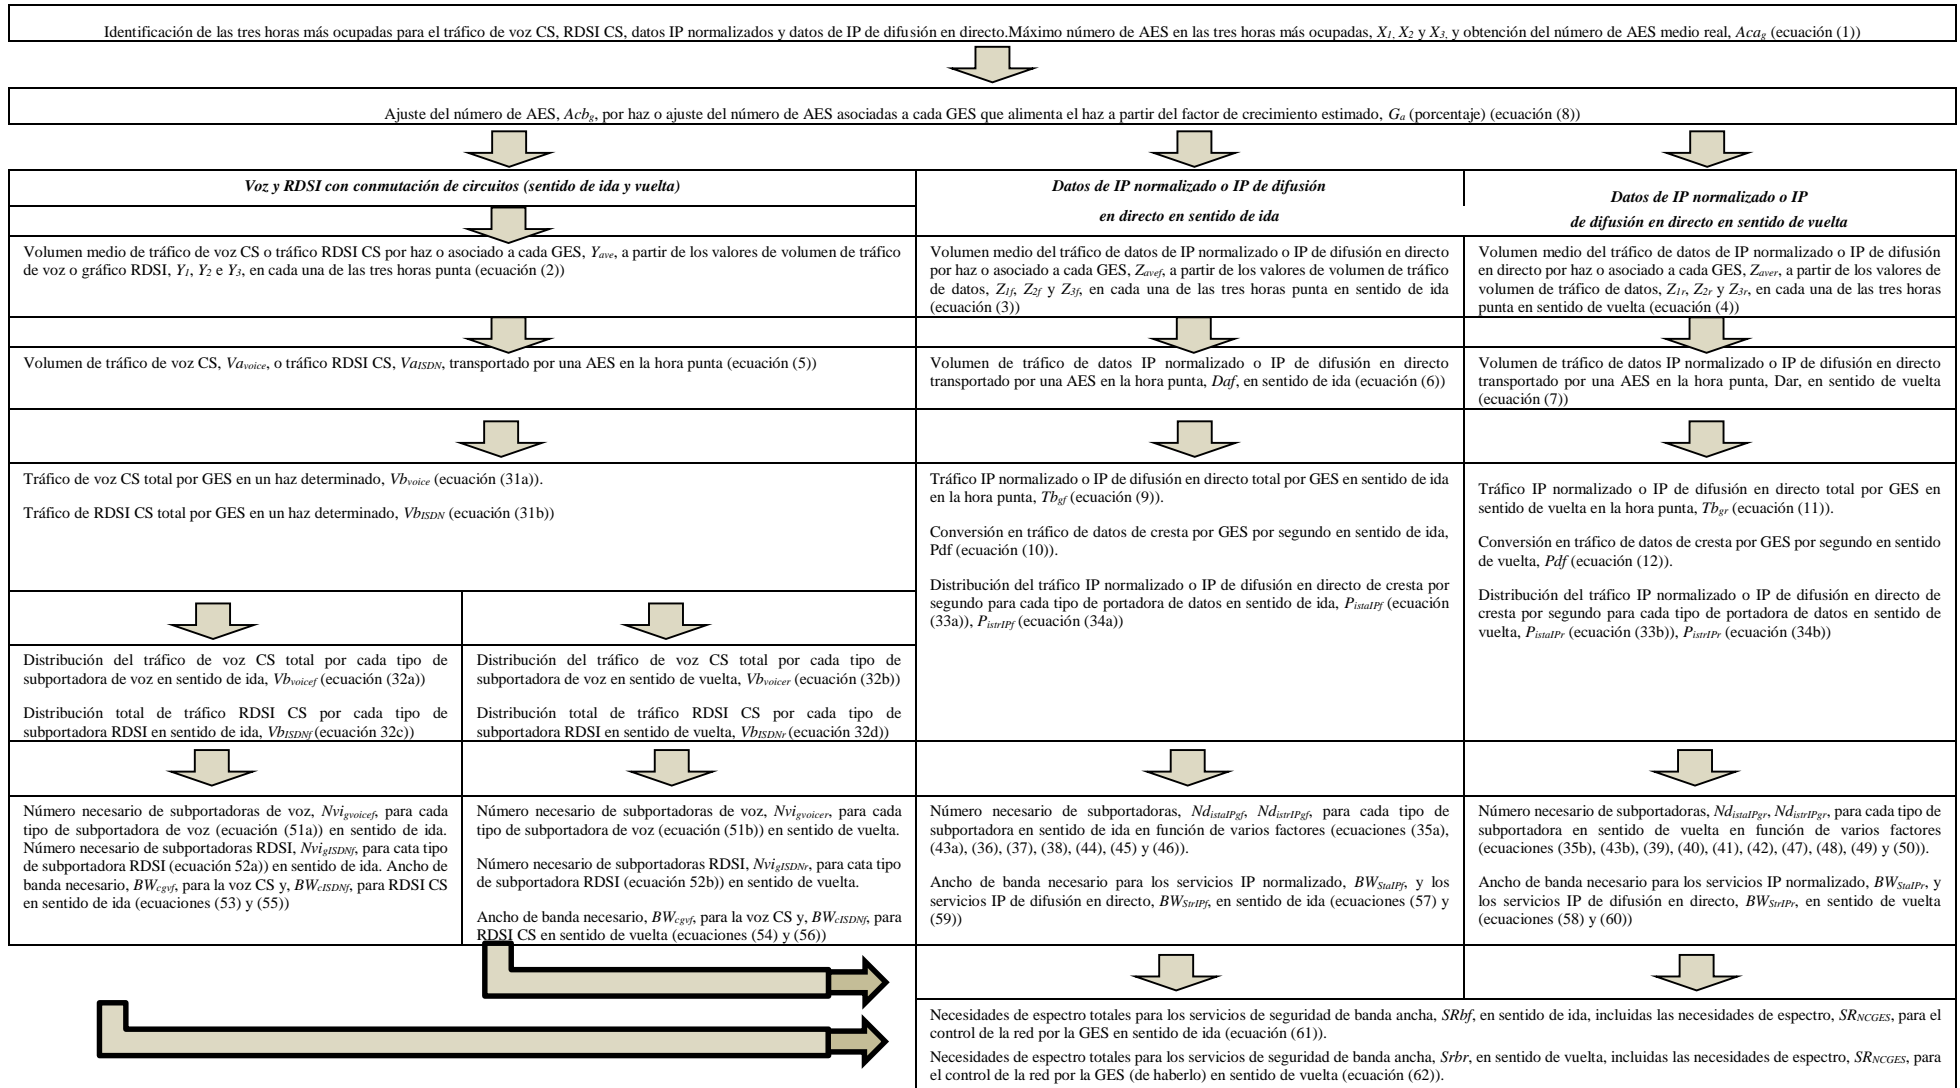 Identificación de las tres horas más ocupadas para el tráfico de voz CS, RDSI CS, datos IP normalizados y datos de IP de difusión en directo.Máximo número de AES en las tres horas más ocupadas, X1, X2 y X3, y obtención del número de AES medio real, Acag (ecuación (1))
Ajuste del número de AES, Acbg, por haz o ajuste del número de AES asociadas a cada GES que alimenta el haz a partir del factor de crecimiento estimado, Ga (porcentaje) (ecuación (8))
Voz y RDSI con conmutación de circuitos (sentido de ida y vuelta)
Datos de IP normalizado o IP de difusión
en directo en sentido de ida
Datos de IP normalizado o IP
de difusión en directo en sentido de vuelta
Volumen medio de tráfico de voz CS o tráfico RDSI CS por haz o asociado a cada GES, Yave, a partir de los valores de volumen de tráfico
de voz o gráfico RDSI, Y1, Y2 e Y3, en cada una de las tres horas punta (ecuación (2))
Volumen medio del tráfico de datos de IP normalizado o IP de difusión en directo
por haz o asociado a cada GES, Zavef, a partir de los valores de volumen de tráfico
de datos, Z1f, Z2f y Z3f, en cada una de las tres horas punta en sentido de ida
(ecuación (3))
Volumen medio del tráfico de datos de IP normalizado o IP de difusión
en directo por haz o asociado a cada GES, Zaver, a partir de los valores de
volumen de tráfico de datos, Z1r, Z2r y Z3r, en cada una de las tres horas
punta en sentido de vuelta (ecuación (4))
Volumen de tráfico de voz CS, Vavoice, o tráfico RDSI CS, VaISDN, transportado por una AES en la hora punta (ecuación (5))
Volumen de tráfico de datos IP normalizado o IP de difusión en directo
transportado por una AES en la hora punta, Daf, en sentido de ida (ecuación (6))
Volumen de tráfico de datos IP normalizado o IP de difusión en directo
transportado por una AES en la hora punta, Dar, en sentido de vuelta
(ecuación (7))
Tráfico de voz CS total por GES en un haz determinado, Vbvoice (ecuación (31a)).
Tráfico de RDSI CS total por GES en un haz determinado, VbISDN (ecuación (31b))
Tráfico IP normalizado o IP de difusión en directo total por GES en sentido de ida
en la hora punta, Tbgf (ecuación (9)).
Conversión en tráfico de datos de cresta por GES por segundo en sentido de ida,
Pdf (ecuación (10)).
Distribución del tráfico IP normalizado o IP de difusión en directo de cresta por
segundo para cada tipo de portadora de datos en sentido de ida, PistaIPf (ecuación
(33a)), PistrIPf (ecuación (34a))
Tráfico IP normalizado o IP de difusión en directo total por GES en
sentido de vuelta en la hora punta, Tbgr (ecuación (11)).
Conversión en tráfico de datos de cresta por GES por segundo en sentido
de vuelta, Pdf (ecuación (12)).
Distribución del tráfico IP normalizado o IP de difusión en directo de
cresta por segundo para cada tipo de portadora de datos en sentido de
vuelta, PistaIPr (ecuación (33b)), PistrIPr (ecuación (34b))
Distribución del tráfico de voz CS total por cada tipo de
subportadora de voz en sentido de ida, Vbvoicef (ecuación (32a))
Distribución total de tráfico RDSI CS por cada tipo de
subportadora RDSI en sentido de ida, VbISDNf (ecuación 32c))
Distribución del tráfico de voz CS total por cada tipo de
subportadora de voz en sentido de vuelta, Vbvoicer (ecuación (32b))
Distribución total de tráfico RDSI CS por cada tipo de
subportadora RDSI en sentido de vuelta, VbISDNr (ecuación 32d))
Número necesario de subportadoras de voz, Nvigvoicef, para cada
tipo de subportadora de voz (ecuación (51a)) en sentido de ida.
Número necesario de subportadoras RDSI, NvigISDNf, para cata tipo
de subportadora RDSI (ecuación 52a)) en sentido de ida. Ancho de
banda necesario, BWcgvf, para la voz CS y, BWcISDNf, para RDSI CS
en sentido de ida (ecuaciones (53) y (55))
Número necesario de subportadoras de voz, Nvigvoicer, para cada
tipo de subportadora de voz (ecuación (51b)) en sentido de vuelta.
Número necesario de subportadoras RDSI, NvigISDNr, para cata tipo
de subportadora RDSI (ecuación 52b)) en sentido de vuelta.
Ancho de banda necesario, BWcgvf, para la voz CS y, BWcISDNf, para
RDSI CS en sentido de vuelta (ecuaciones (54) y (56))
Número necesario de subportadoras, NdistaIPgf, NdistrIPgf, para cada tipo de
subportadora en sentido de ida en función de varios factores (ecuaciones (35a),
(43a), (36), (37), (38), (44), (45) y (46)).
Ancho de banda necesario para los servicios IP normalizado, BWStaIPf, y los
servicios IP de difusión en directo, BWStrIPf, en sentido de ida (ecuaciones (57) y
(59))
Número necesario de subportadoras, NdistaIPgr, NdistrIPgr, para cada tipo de
subportadora en sentido de vuelta en función de varios factores
(ecuaciones (35b), (43b), (39), (40), (41), (42), (47), (48), (49) y (50)).
Ancho de banda necesario para los servicios IP normalizado, BWStaIPr, y
los servicios IP de difusión en directo, BWStrIPr, en sentido de vuelta
(ecuaciones (58) y (60))
Necesidades de espectro totales para los servicios de seguridad de banda ancha, SRbf, en sentido de ida, incluidas las necesidades de espectro, SRNCGES, para el
control de la red por la GES en sentido de ida (ecuación (61)).
Necesidades de espectro totales para los servicios de seguridad de banda ancha, Srbr, en sentido de vuelta, incluidas las necesidades de espectro, SRNCGES, para
el control de la red por la GES (de haberlo) en sentido de vuelta (ecuación (62)).